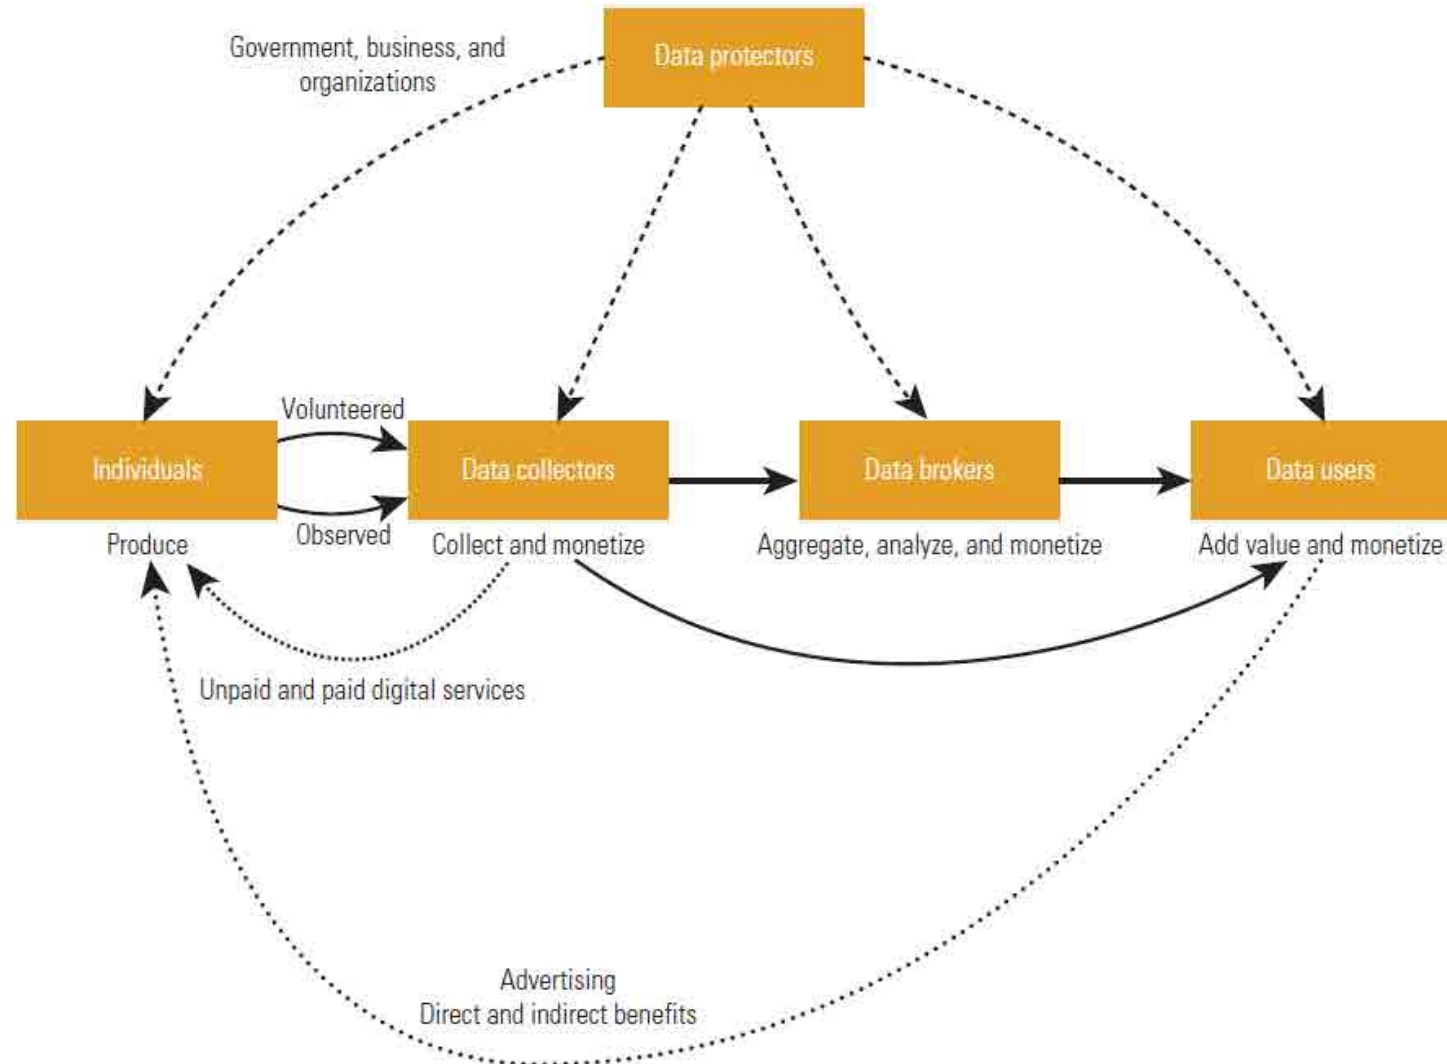 Government, business, and
organizations
Data protectors
Volunteered
Individuals
Data collectors
Data brokers
Data users
Observed
Produce
Collect and monetize
Aggregate, analyze, and monetize
Add value and monetize
Unpaid and paid digital services
Advertising
Direct and indirect benefits